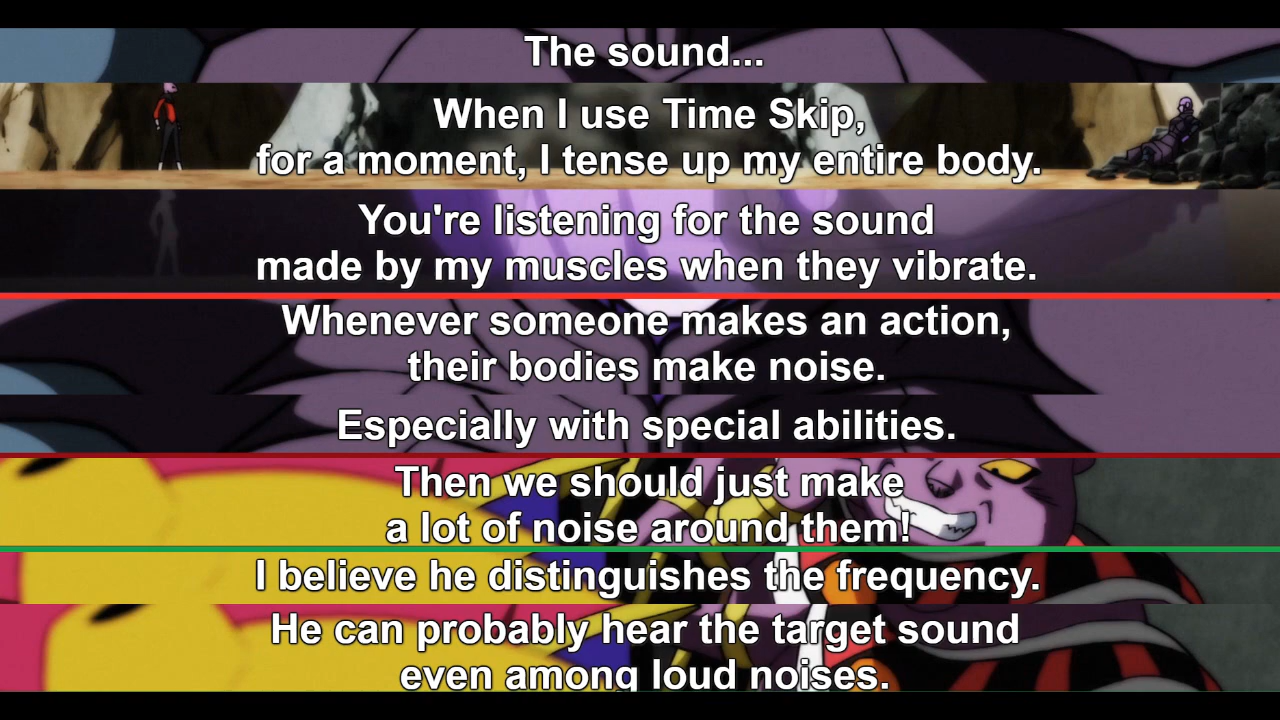 The sound...
When I use Time Skip,
for a moment, I tense up my entire body.
You're listening for the sound
made by my muscles when they vibrate.
Whenever someone makes an action,
their bodies make noise.
Especially with special abilities.
Then we should just make
a lot of noise around them!
I believe he distinguishes the frequency.
He can probably hear the target sound
even among loud noises.